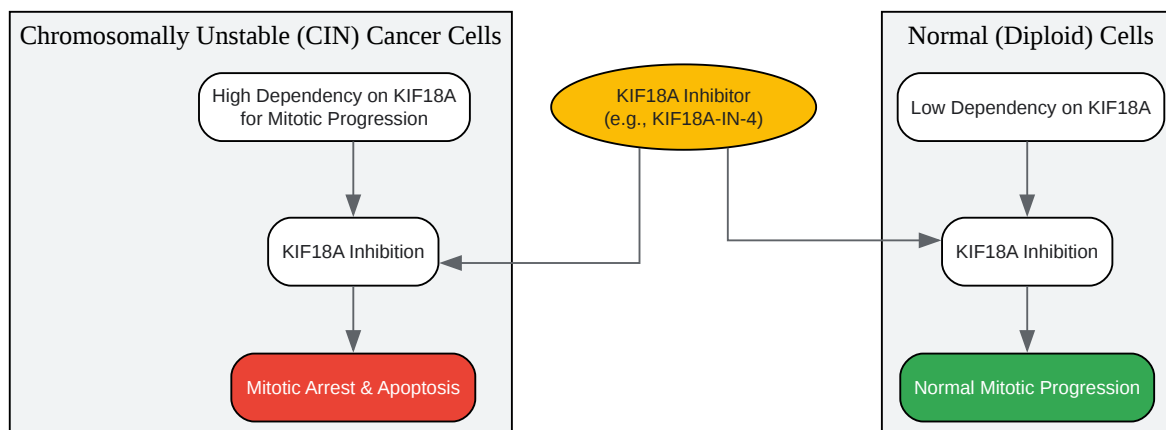 Chromosomally Unstable (CIN) Cancer Cells
High Dependency on KIF18A
for Mitotic Progression
KIF18A Inhibition
Mitotic Arrest & Apoptosis
KIF18A Inhibitor
(e.g., KIF18A-IN-4)
Normal (Diploid) Cells
Low Dependency on KIF18A
KIF18A Inhibition
Normal Mitotic Progression